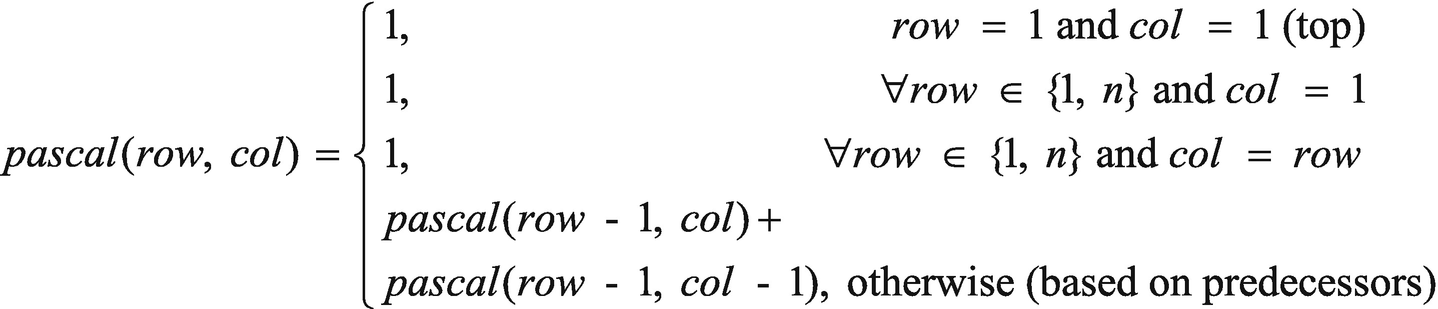 1, row = 1 and col = 1 (top)
1, ∀row ∈ {1, n} and col = 1
pascal(row, col) = { 1, ∀row ∈ {1, n} and col = row
pascal(row - 1, col) +
pascal(row - 1, col - 1), otherwise (based on predecessors)